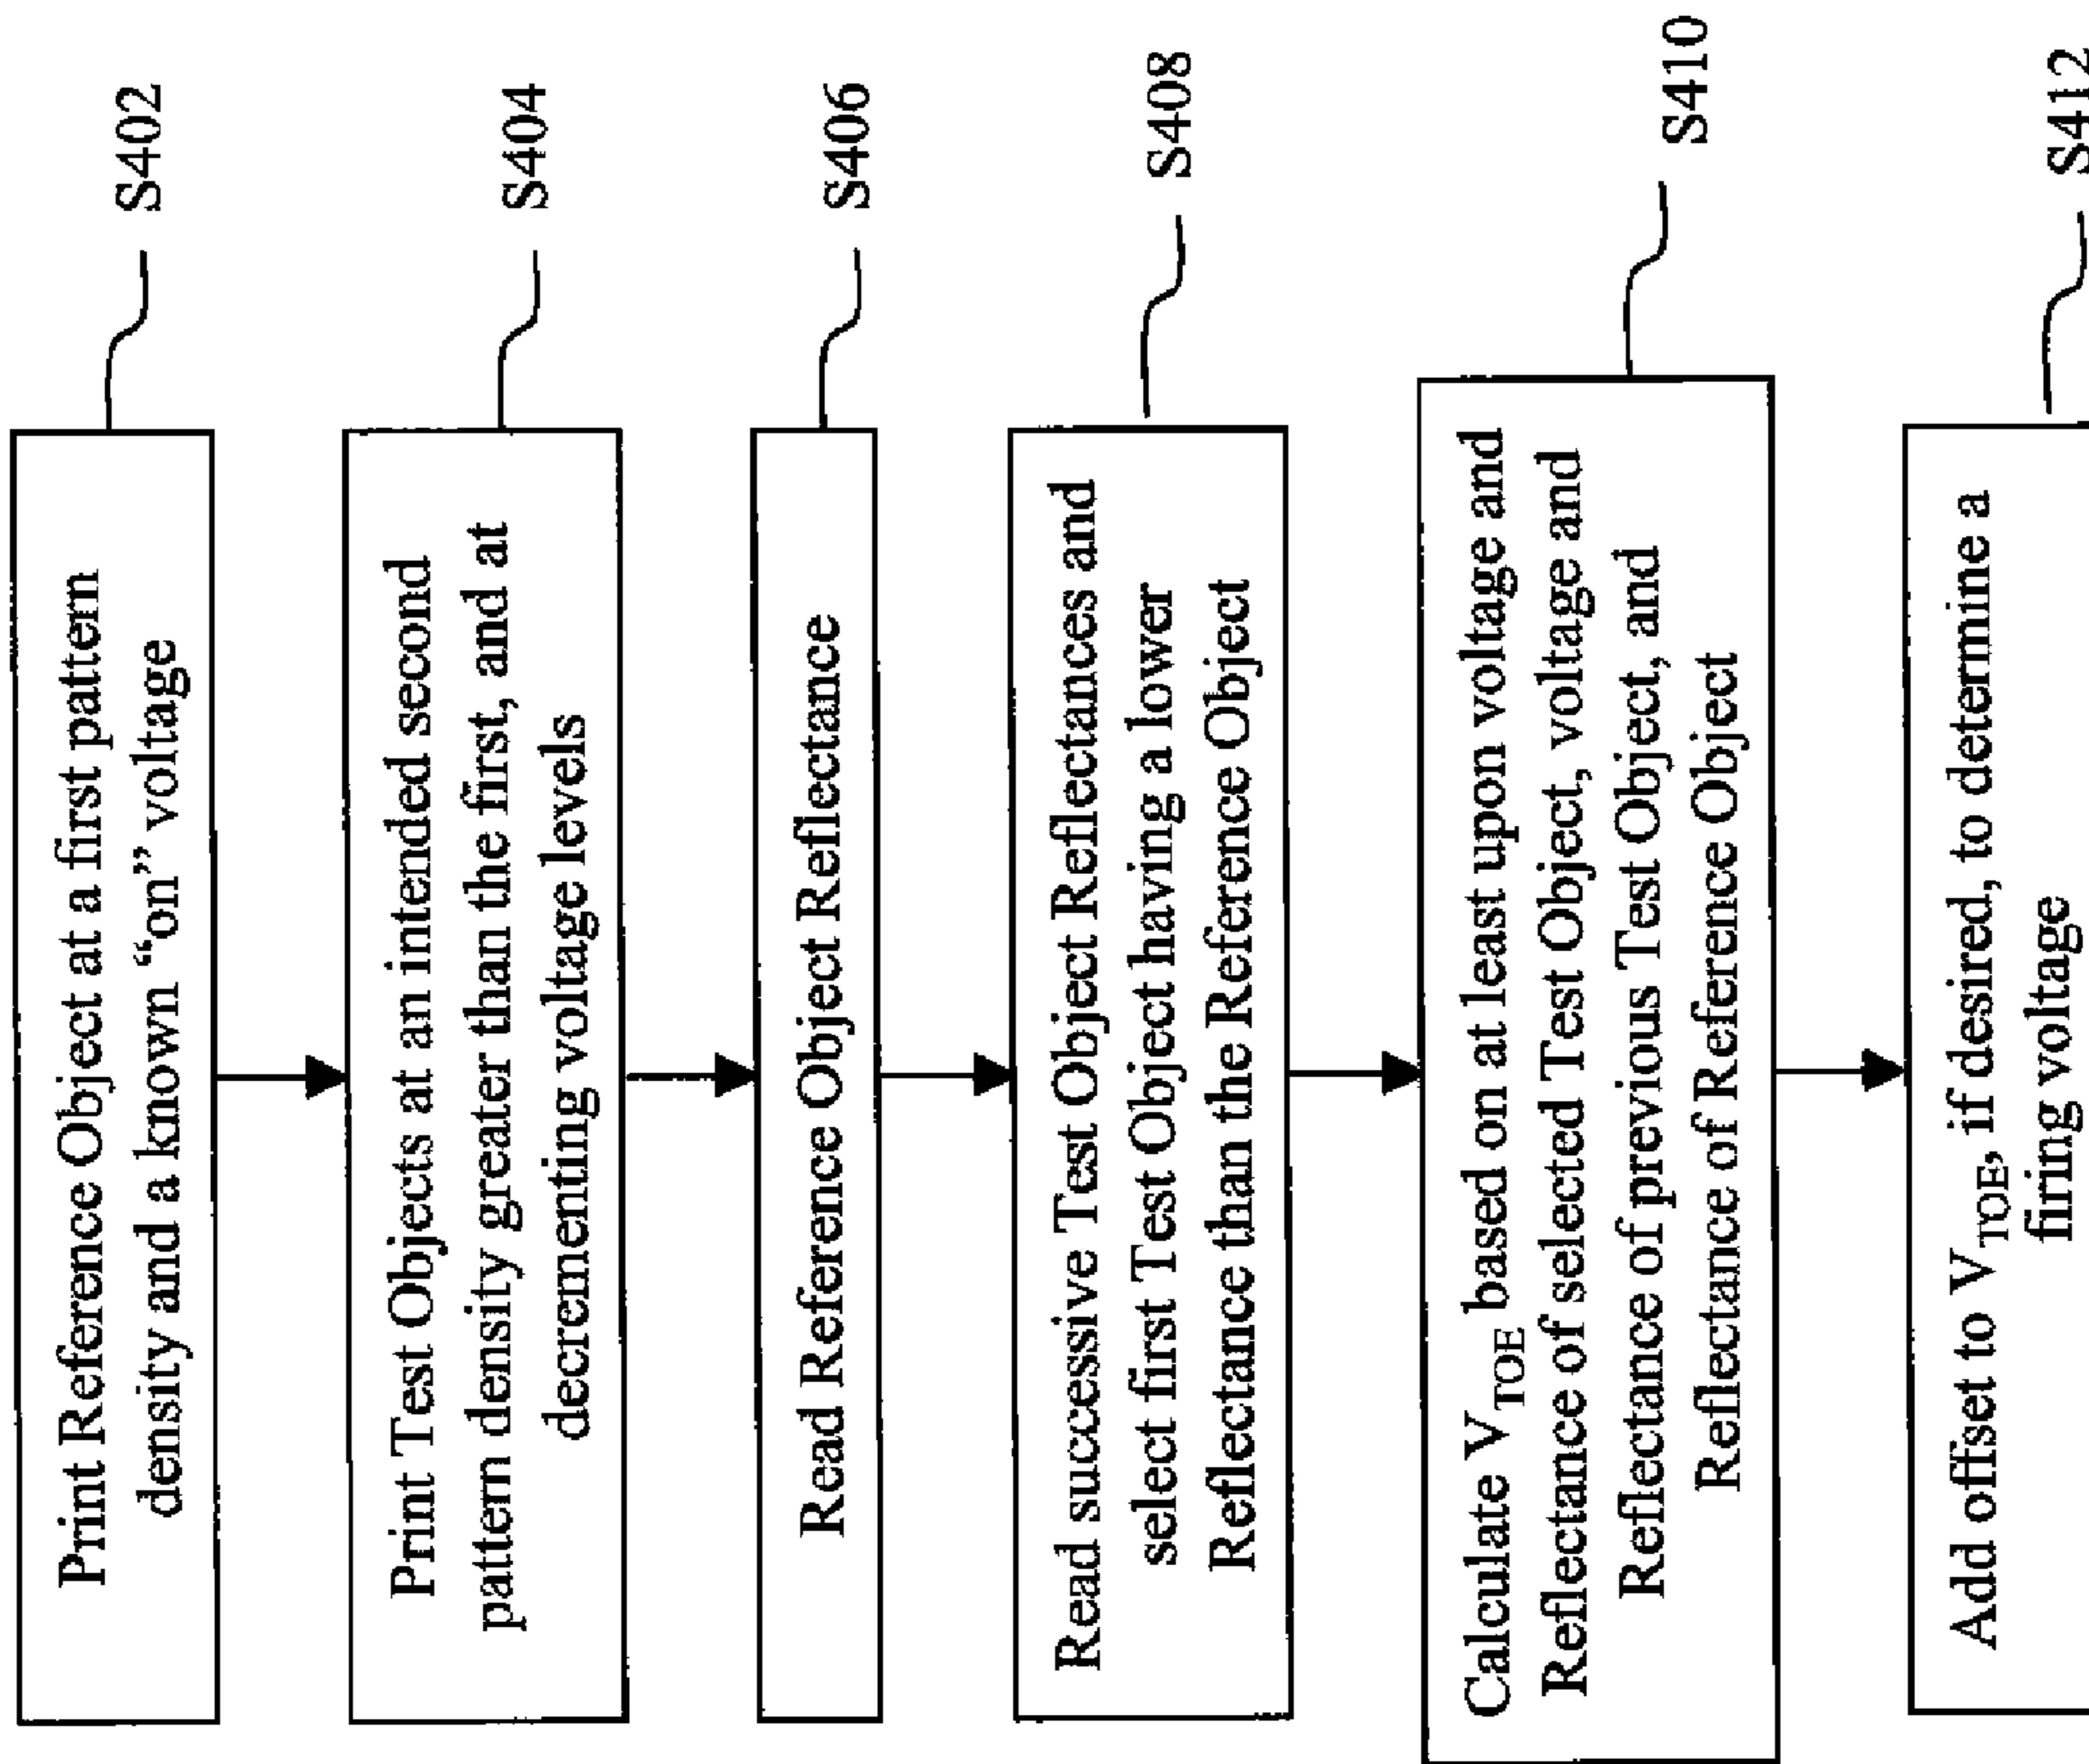 Print Reference Object at a first pattern
density and a known “on” voltage
S402
Print Test Objects at an intended second
pattern density greater than the first, and at
decrementing voltage levels
S404
Read Reference Object Reflectance
S406
Read successive Test Object Reflectances and
select first Test Object having a lower
Reflectance than the Reference Object
S408
Calculate VTOE based on at least upon voltage and
Reflectance of selected Test Object, voltage and
Reflectance of previous Test Object, and
Reflectance of Reference Object
S410
Add offset to VTOE, if desired, to determine a
firing voltage
S412